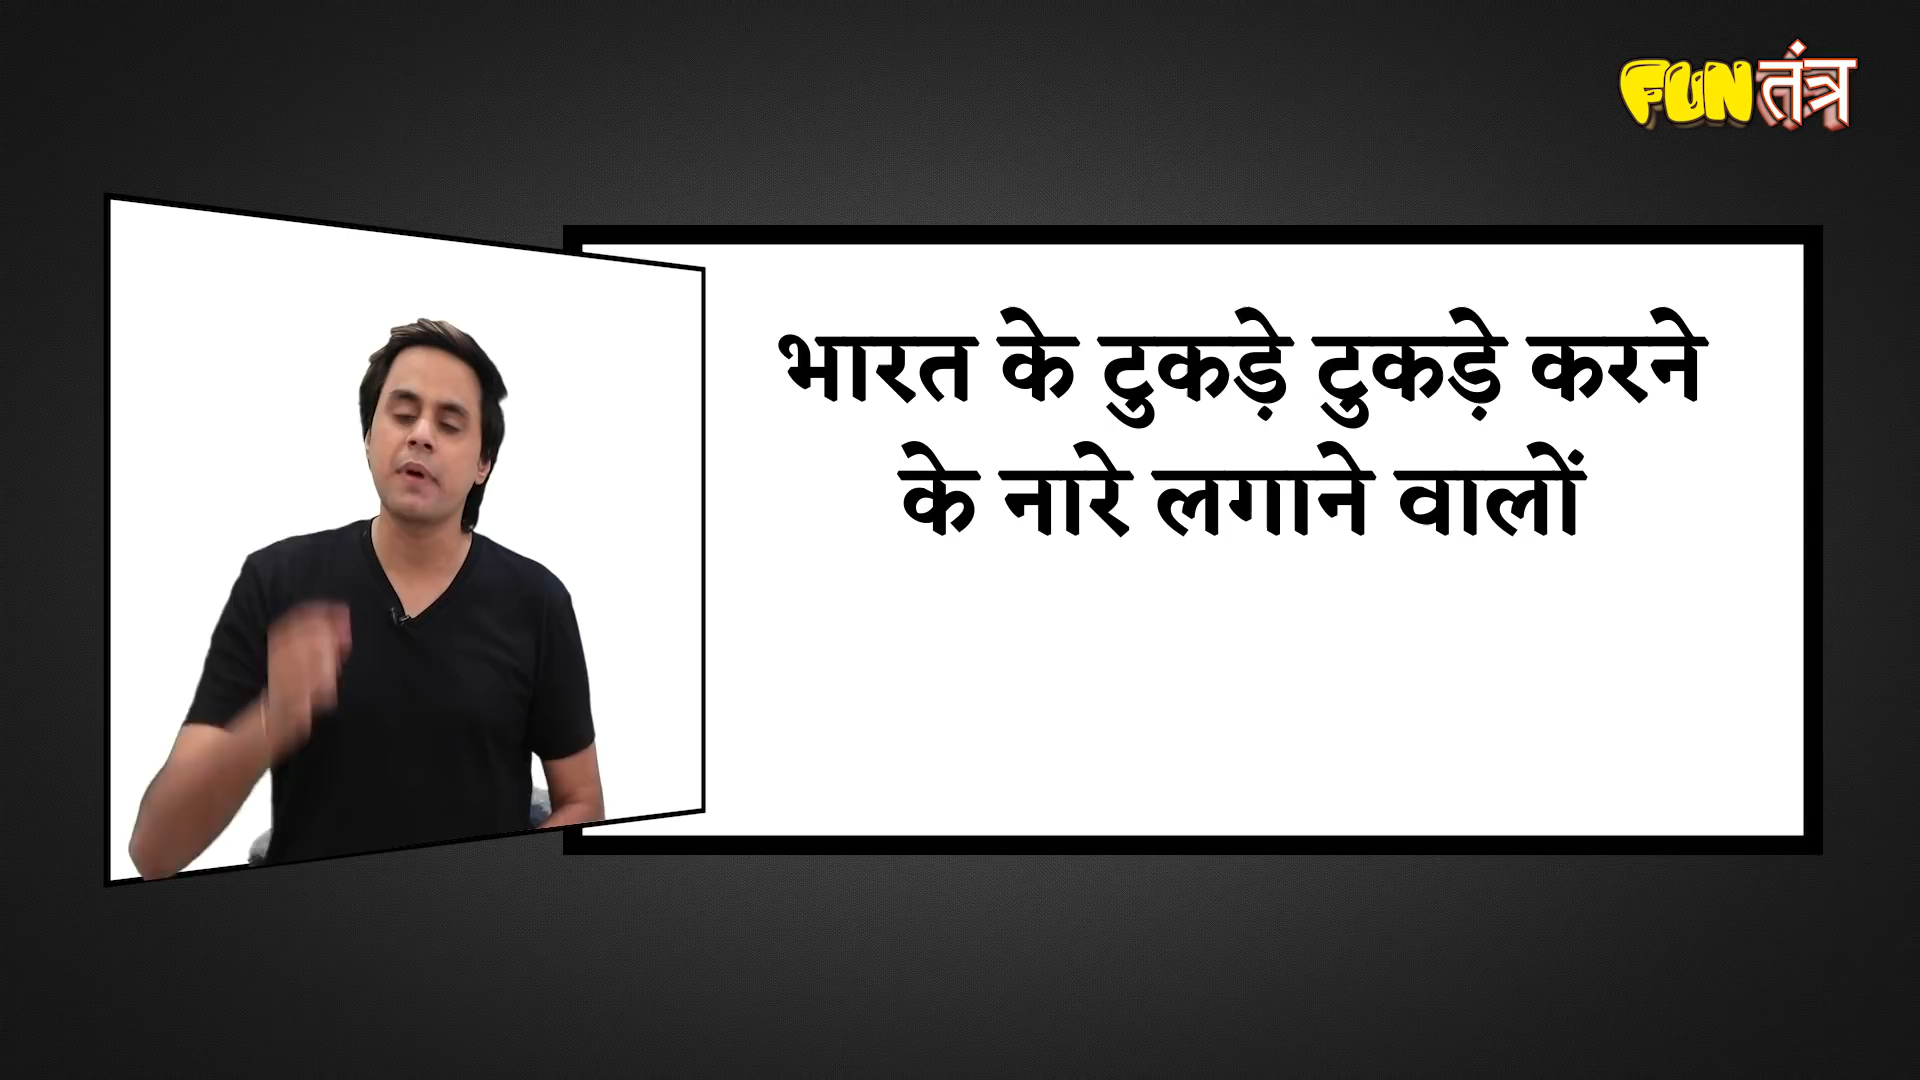 FUNतंत्र
भारत के टुकड़े टुकड़े करने
के नारे लगाने वालों